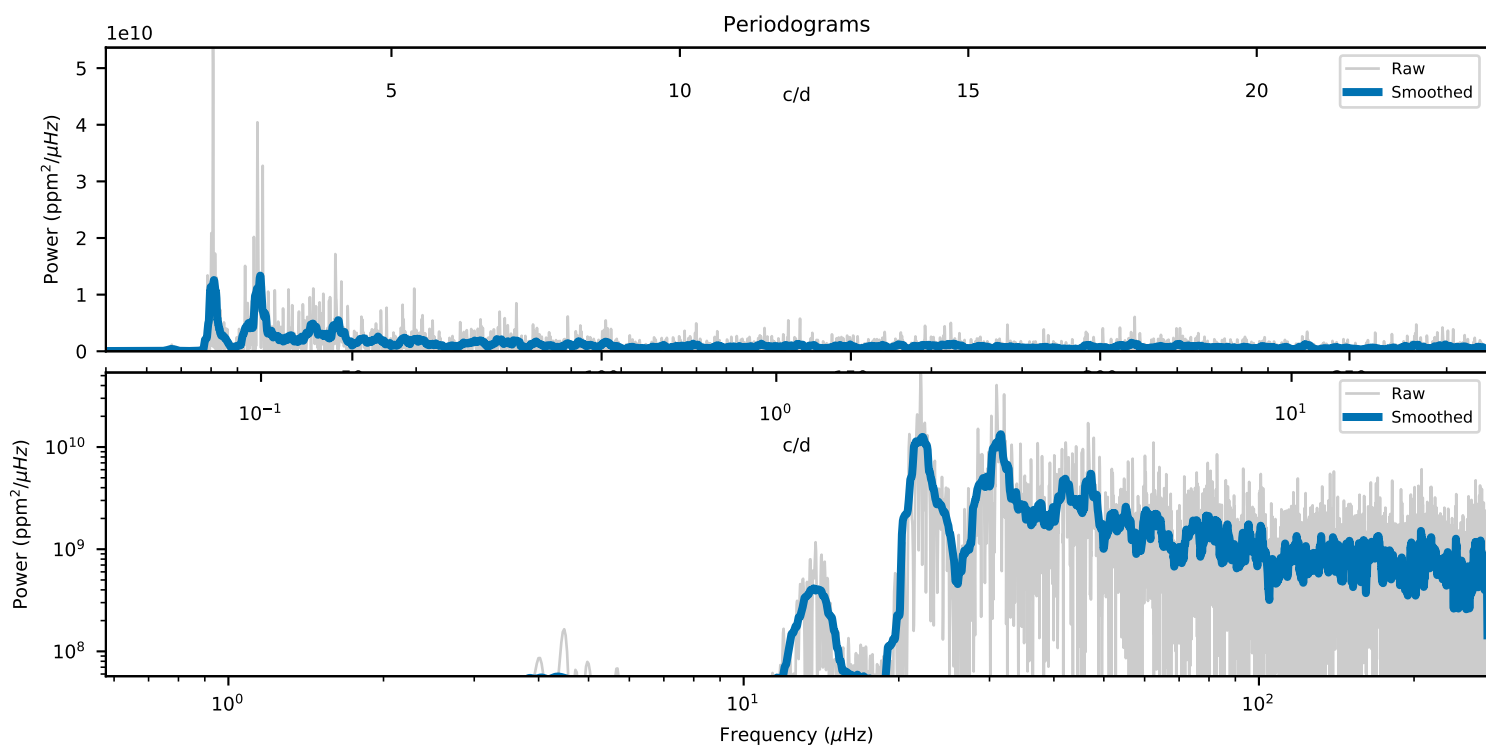 Periodograms
1e10
5
4
3
2
1
0
Power (ppm²/μHz)
5 10 15 20
c/d
Raw
Smoothed
10⁻¹ 10⁰ 10¹
c/d
Raw
Smoothed
10¹⁰
10⁹
10⁸
Power (ppm²/μHz)
10⁰ 10¹ 10²
Frequency (μHz)